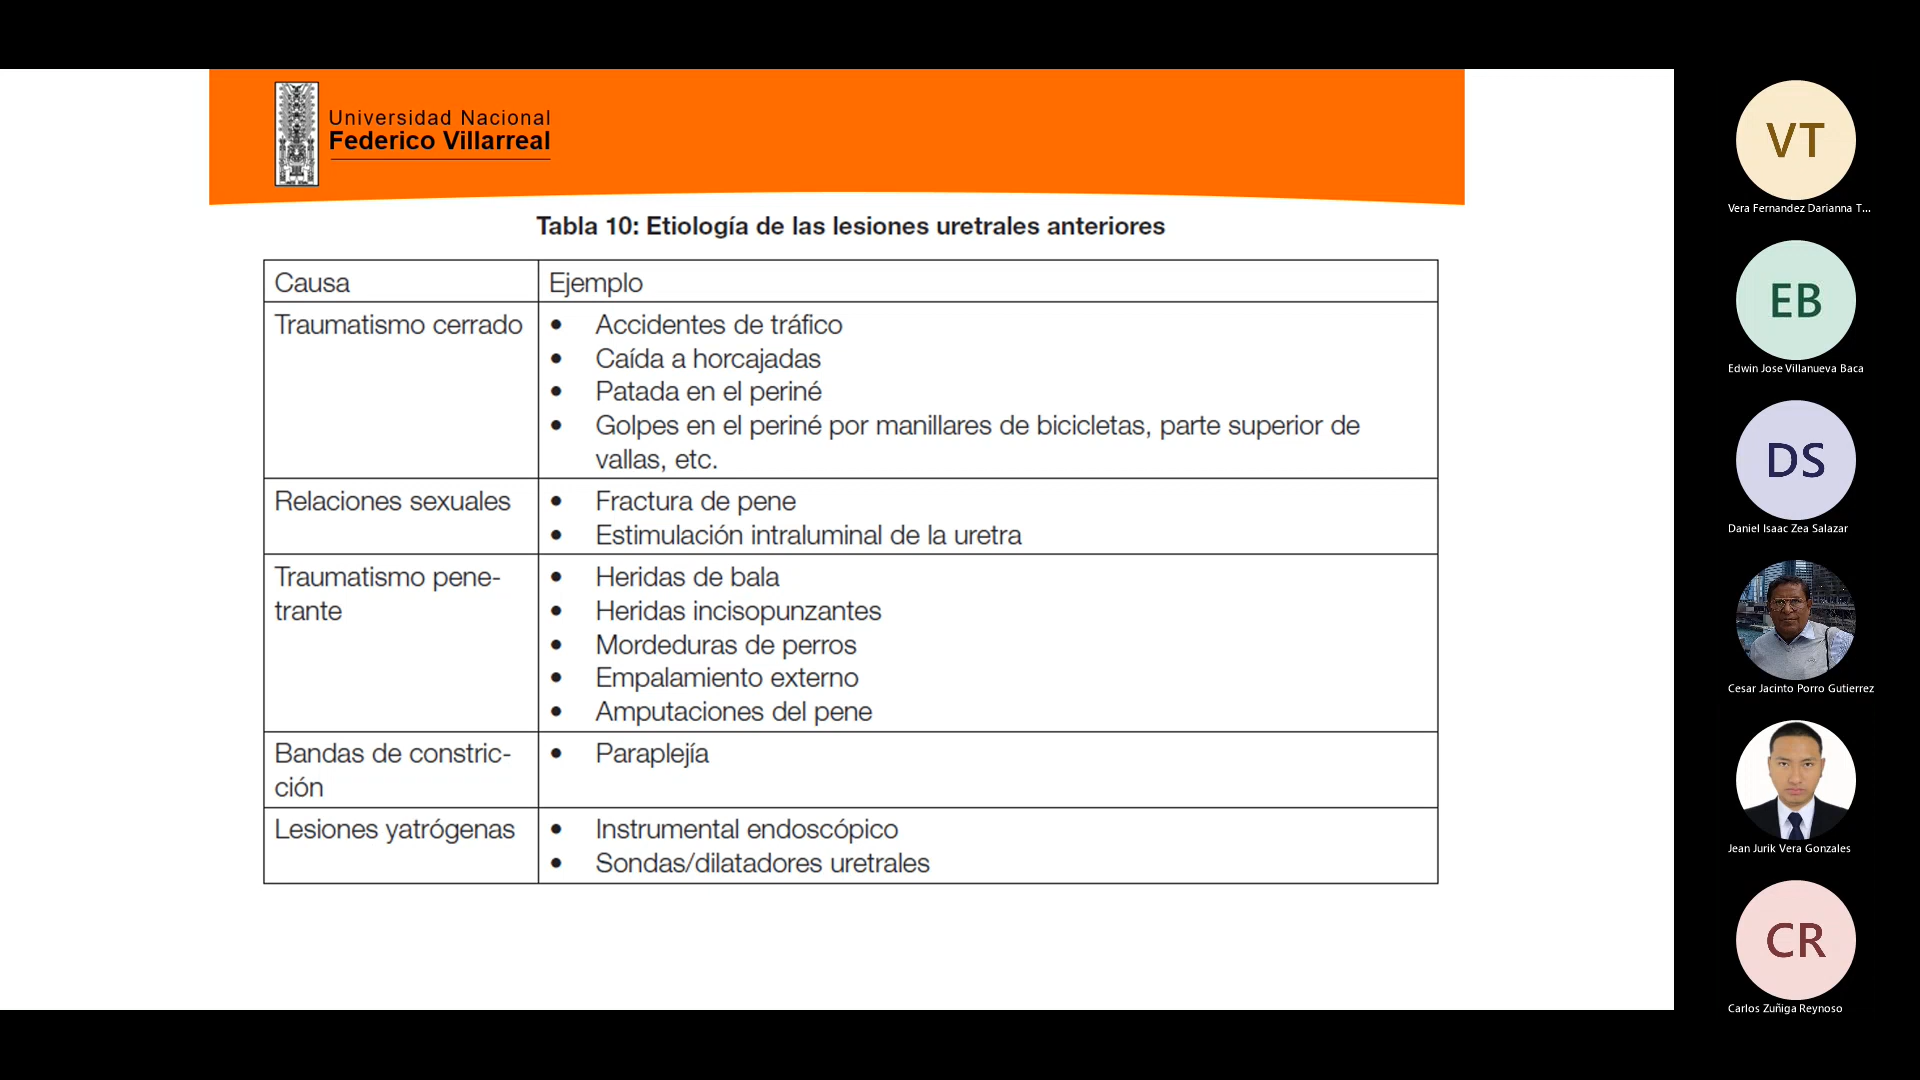 Universidad Nacional
Federico Villarreal
Tabla 10: Etiología de las lesiones uretrales anteriores
Causa
Ejemplo
Traumatismo cerrado
• Accidentes de tráfico
• Caída a horcajadas
• Patada en el periné
• Golpes en el periné por manillares de bicicletas, parte superior de
vallas, etc.
Relaciones sexuales
• Fractura de pene
• Estimulación intraluminal de la uretra
Traumatismo pene-
trante
• Heridas de bala
• Heridas incisopunzantes
• Mordeduras de perros
• Empalamiento externo
• Amputaciones del pene
Bandas de constric-
ción
• Paraplejía
Lesiones yatrógenas
• Instrumental endoscópico
• Sondas/dilatadores uretrales
VT
Vera Fernandez Darianna T...
EB
Edwin Jose Villanueva Baca
DS
Daniel Isaac Zea Salazar
Cesar Jacinto Porro Gutierrez
Jean Jurik Vera Gonzales
CR
Carlos Zuñiga Reynoso